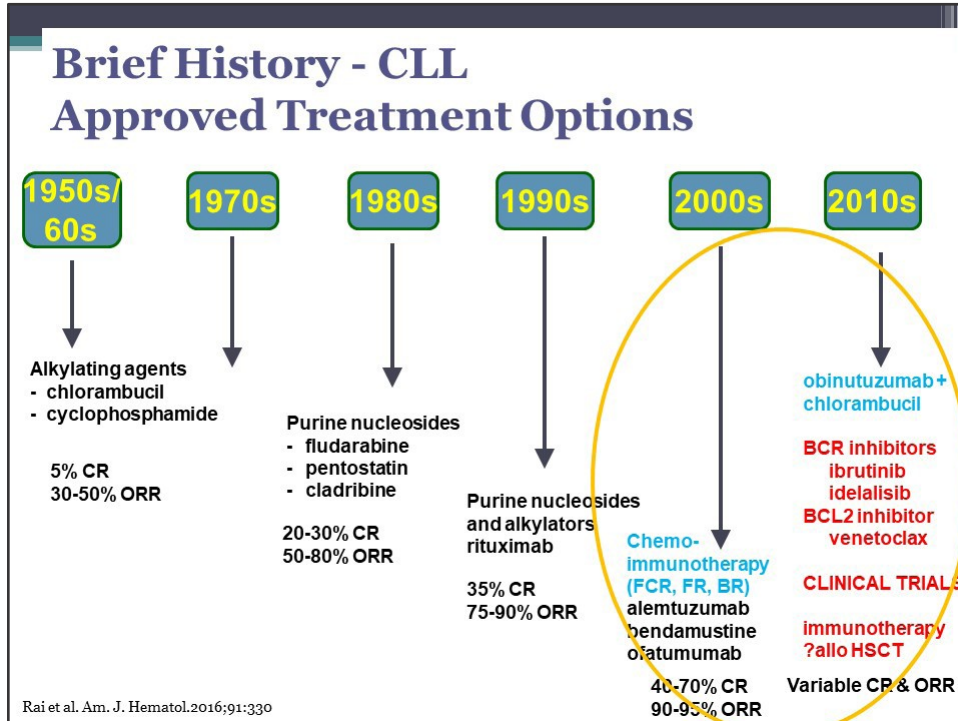 Brief History - CLL
Approved Treatment Options
1950s/
60s
1970s
1980s
1990s
2000s
2010s
Alkylating agents
- chlorambucil
- cyclophosphamide
5% CR
30-50% ORR
Purine nucleosides
- fludarabine
- pentostatin
- cladribine
20-30% CR
50-80% ORR
Purine nucleosides
and alkylators
rituximab
35% CR
75-90% ORR
Chemo-
immunotherapy
(FCR, FR, BR)
alemtuzumab
bendamustine
ofatumumab
40-70% CR
90-95% ORR
obinutuzumab +
chlorambucil
BCR inhibitors
ibrutinib
idelalisib
BCL2 inhibitor
venetoclax
CLINICAL TRIALS
immunotherapy
?allo HSCT
Variable CR & ORR
Rai et al. Am. J. Hematol.2016;91:330